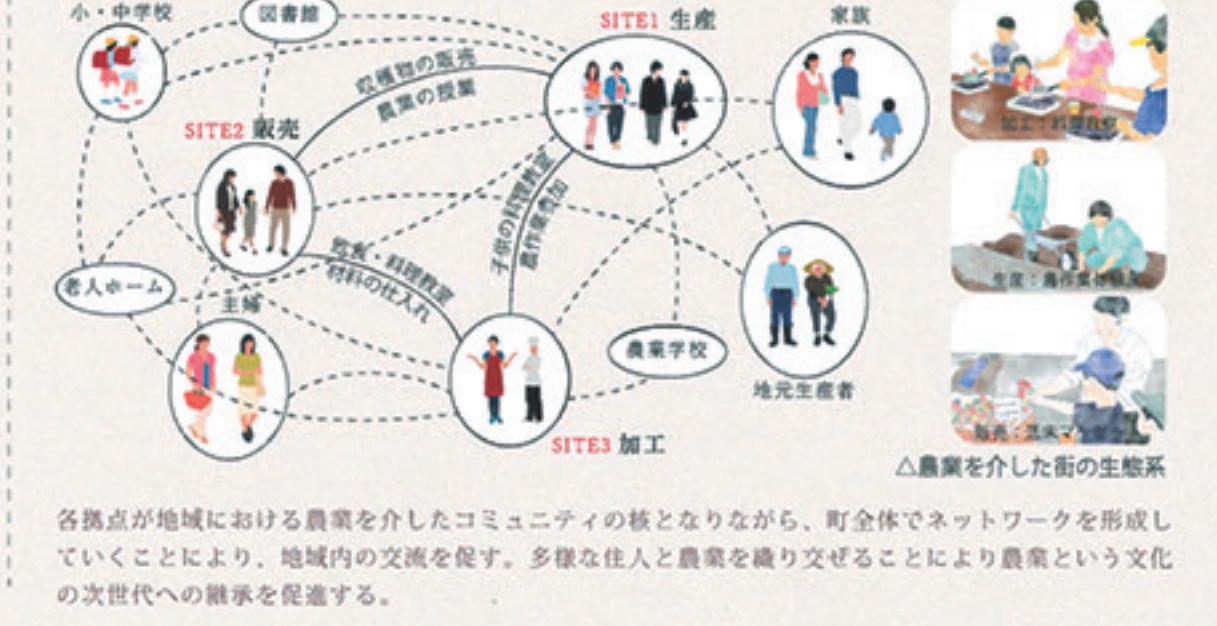 小・中学校
図書館
SITE1 生産
家族
収穫物の販売
農業の授業
SITE2 販売
子供の料理教室
農作業参加
給食・料理教室
材料の仕入れ
老人ホーム
主婦
農業学校
地元生産者
SITE3 加工
加工：料理教室
生産：農作業体験
△農業を介した街の生態系
各拠点が地域における農業を介したコミュニティの核となりながら、町全体でネットワークを形成し
ていくことにより、地域内の交流を促す。多様な住人と農業を織り交ぜることにより農業という文化
の次世代への継承を促進する。